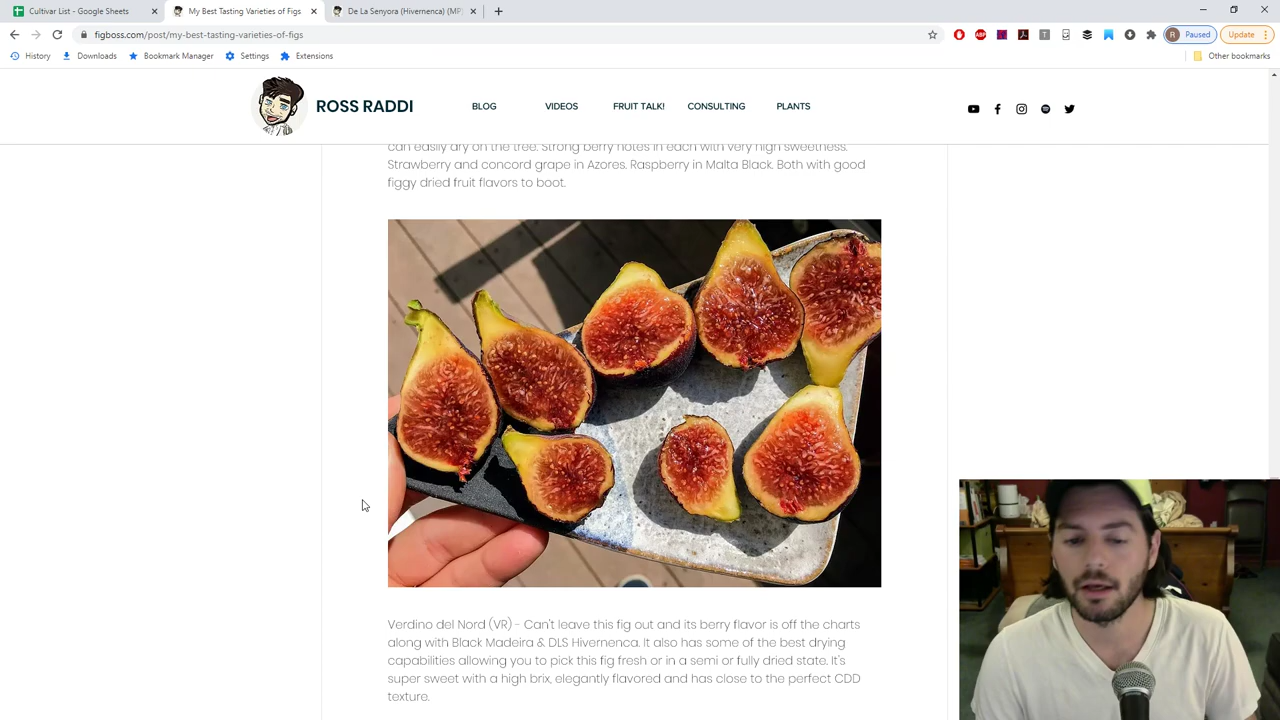 Cultivar List - Google Sheets
My Best Tasting Varieties of Figs
De La Senyora (Hivernenca) (MP)
figboss.com/post/my-best-tasting-varieties-of-figs
Paused
Update
History
Downloads
Bookmark Manager
Settings
Extensions
Other bookmarks
ROSS RADDI
BLOG
VIDEOS
FRUIT TALK!
CONSULTING
PLANTS
can easily dry on the tree. Strong berry notes in each with very high sweetness.
Strawberry and concord grape in Azores. Raspberry in Malta Black. Both with good
figgy dried fruit flavors to boot.
Verdino del Nord (VR) - Can't leave this fig out and its berry flavor is off the charts
along with Black Madeira & DLS Hivernenca. It also has some of the best drying
capabilities allowing you to pick this fig fresh or in a semi or fully dried state. It's
super sweet with a high brix, elegantly flavored and has close to the perfect CDD
texture.